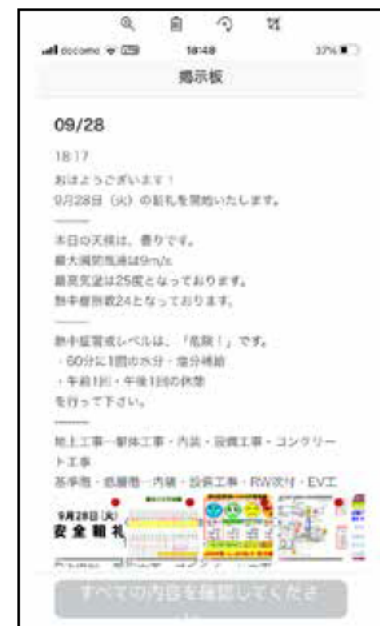 docomo
18:48
37%
掲示板
09/28
18:17
おはようございます！
9月28日（火）の朝礼を開始いたします。
本日の天候は、曇りです。
最大瞬間風速は9m/s
最高気温は25度となっております。
熱中症指数24となっております。
熱中症警戒レベルは、「危険！」です。
・60分に1回の水分・塩分補給
・午前1回・午後1回の休憩
を行って下さい。
地上工事…躯体工事・内装・設備工事・コンクリー
ト工事
基準階・低層階…内装・設備工事・RW吹付・EV工
9月28日(火)
安全朝礼
すべての内容を確認してくださ